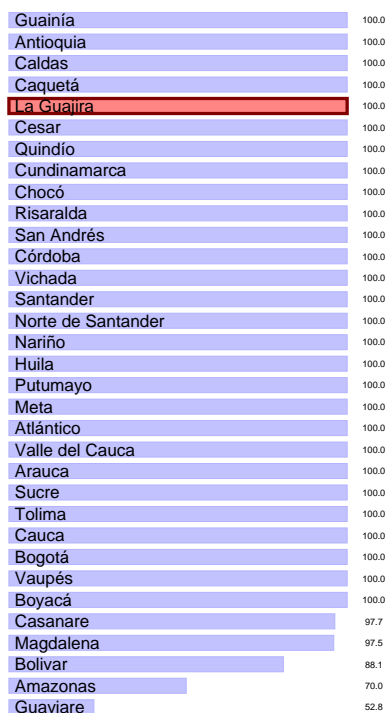 Guainía 100.0
Antioquia 100.0
Caldas 100.0
Caquetá 100.0
La Guajira 100.0
Cesar 100.0
Quindío 100.0
Cundinamarca 100.0
Chocó 100.0
Risaralda 100.0
San Andrés 100.0
Córdoba 100.0
Vichada 100.0
Santander 100.0
Norte de Santander 100.0
Nariño 100.0
Huila 100.0
Putumayo 100.0
Meta 100.0
Atlántico 100.0
Valle del Cauca 100.0
Arauca 100.0
Sucre 100.0
Tolima 100.0
Cauca 100.0
Bogotá 100.0
Vaupés 100.0
Boyacá 100.0
Casanare 97.7
Magdalena 97.5
Bolivar 88.1
Amazonas 70.0
Guaviare 52.8